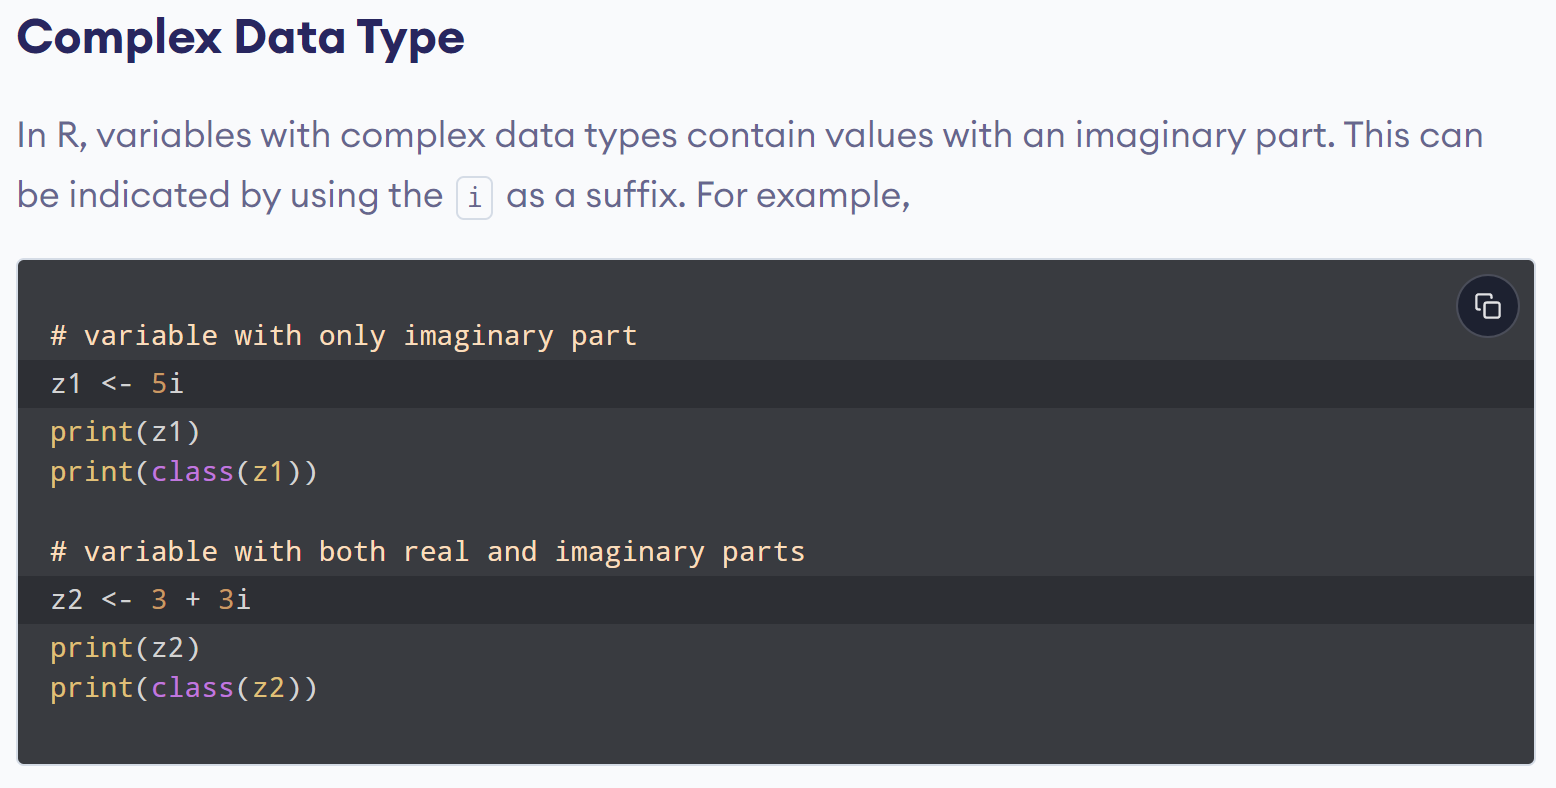 Complex Data Type
In R, variables with complex data types contain values with an imaginary part. This can
be indicated by using the i as a suffix. For example,
# variable with only imaginary part
z1 <- 5i
print(z1)
print(class(z1))
# variable with both real and imaginary parts
z2 <- 3 + 3i
print(z2)
print(class(z2))